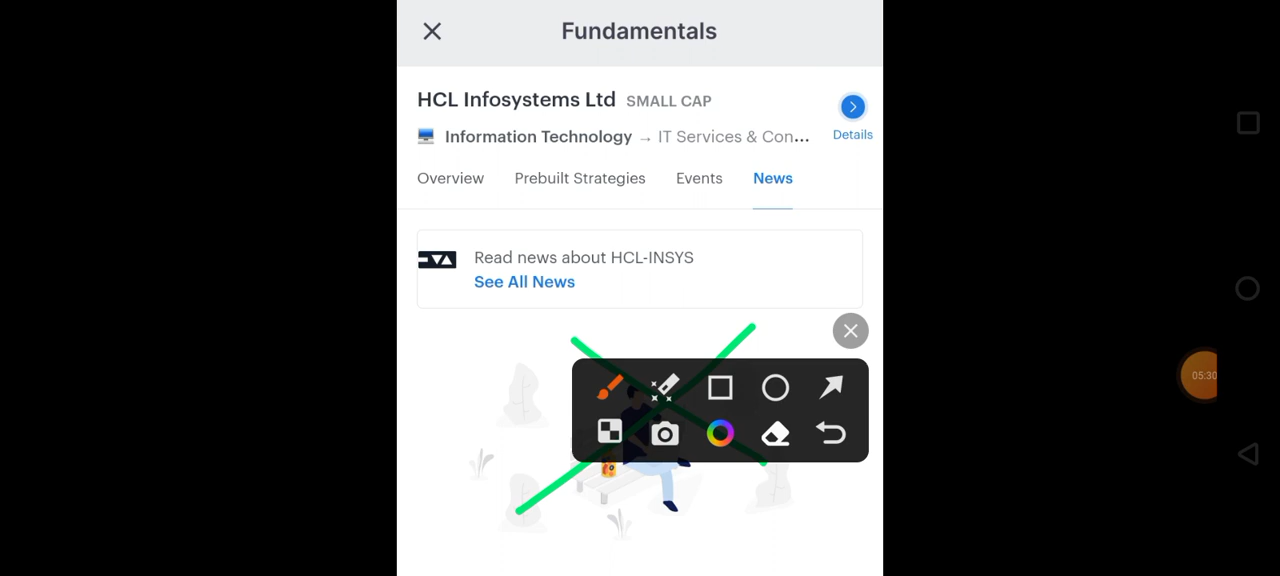 Fundamentals
HCL Infosystems Ltd SMALL CAP
Information Technology → IT Services & Con...
Details
Overview Prebuilt Strategies Events News
Read news about HCL-INSYS
See All News
05:30